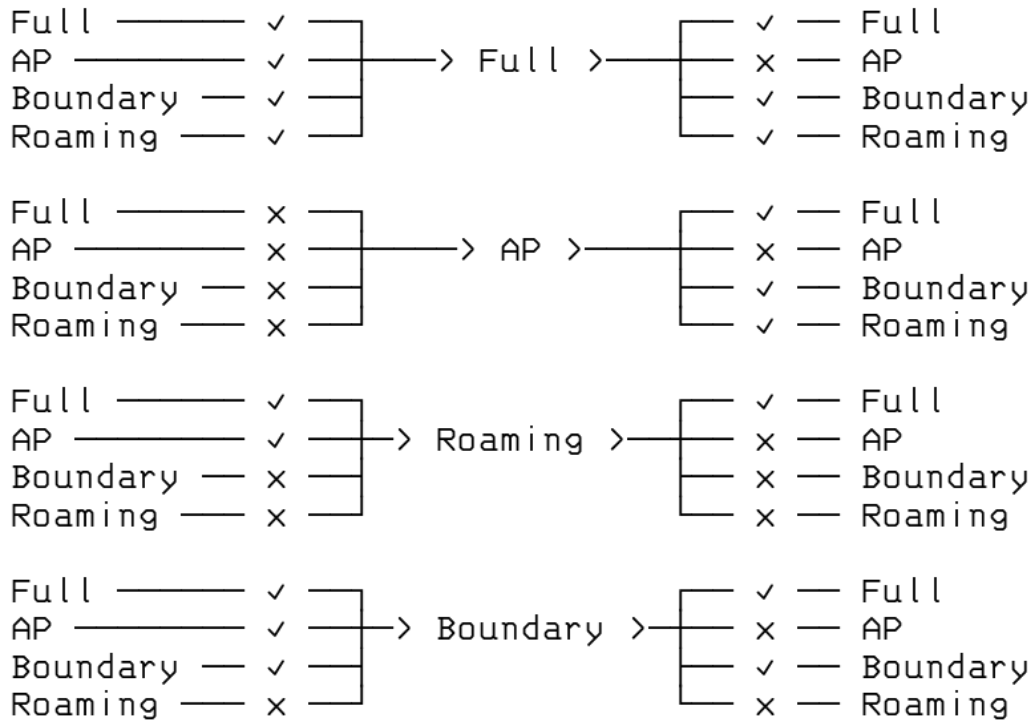 Full ─────── ✓ ───┐ ┌─── ✓ ── Full
AP ───────── ✓ ───┼────> Full >────┼─── × ── AP
Boundary ── ✓ ───┤ ├─── ✓ ── Boundary
Roaming ─── ✓ ───┘ └─── ✓ ── Roaming
Full ─────── × ───┐ ┌─── ✓ ── Full
AP ───────── × ───┼─────> AP >─────┼─── × ── AP
Boundary ── × ───┤ ├─── ✓ ── Boundary
Roaming ─── × ───┘ └─── ✓ ── Roaming
Full ─────── ✓ ───┐ ┌─── ✓ ── Full
AP ───────── ✓ ───┼─> Roaming >──┼─── × ── AP
Boundary ── × ───┤ ├─── × ── Boundary
Roaming ─── × ───┘ └─── × ── Roaming
Full ─────── ✓ ───┐ ┌─── ✓ ── Full
AP ───────── ✓ ───┼─> Boundary >─┼─── × ── AP
Boundary ── ✓ ───┤ ├─── ✓ ── Boundary
Roaming ─── × ───┘ └─── × ── Roaming